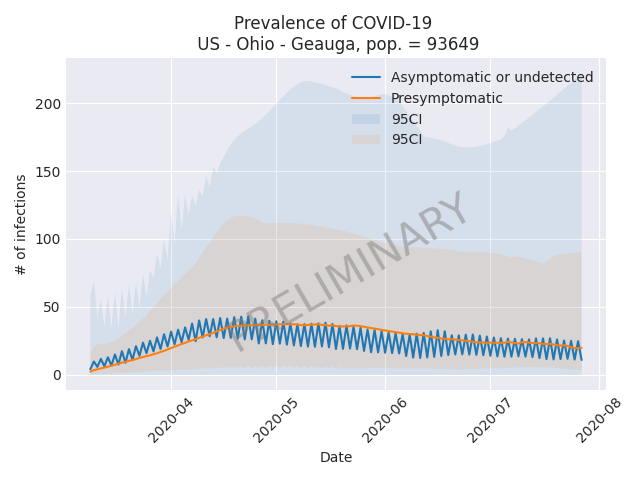 Prevalence of COVID-19
US - Ohio - Geauga, pop. = 93649
Asymptomatic or undetected
Presymptomatic
95CI
95CI
# of infections
200
150
100
50
0
PRELIMINARY
2020-04
2020-05
2020-06
2020-07
2020-08
Date